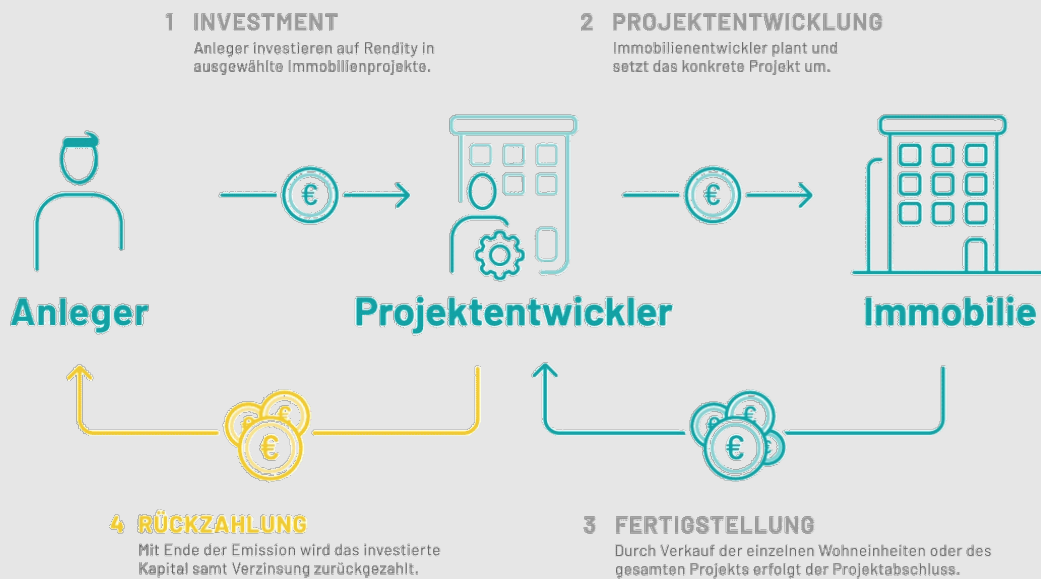 1 INVESTMENT
Anleger investieren auf Rendity in
ausgewählte Immobilienprojekte.
2 PROJEKTENTWICKLUNG
Immobilienentwickler plant und
setzt das konkrete Projekt um.
€
€
Anleger
Projektentwickler
Immobilie
€
€
€
€
4 RÜCKZAHLUNG
Mit Ende der Emission wird das investierte
Kapital samt Verzinsung zurückgezahlt.
3 FERTIGSTELLUNG
Durch Verkauf der einzelnen Wohneinheiten oder des
gesamten Projekts erfolgt der Projektabschluss.